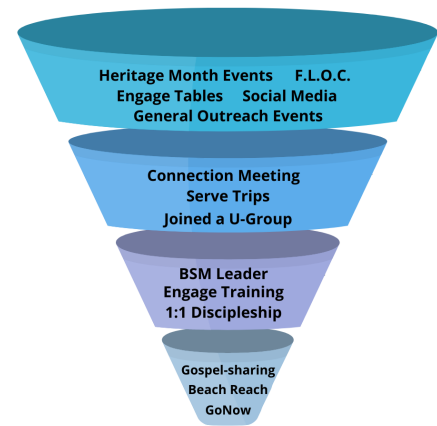 Heritage Month Events F.L.O.C.
Engage Tables Social Media
General Outreach Events
Connection Meeting
Serve Trips
Joined a U-Group
BSM Leader
Engage Training
1:1 Discipleship
Gospel-sharing
Beach Reach
GoNow